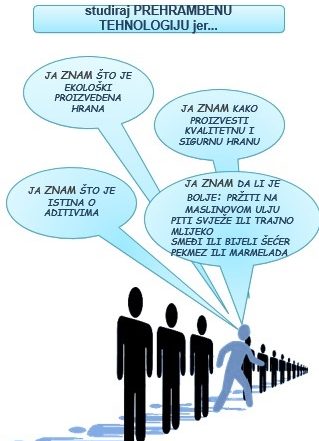 studiraj PREHRAMBENU
TEHNOLOGIJU jer...
JA ZNAM ŠTO JE
EKOLOŠKI
PROIZVEDENA
HRANA
JA ZNAM KAKO
PROIZVESTI
KVALITETNU I
SIGURNU HRANU
JA ZNAM ŠTO JE
ISTINA O
ADITIVIMA
JA ZNAM DA LI JE
BOLJE: PRŽITI NA
MASLINOVOM ULJU
PITI SVJEŽE ILI TRAJNO
MLIJEKO
SMEĐI ILI BIJELI ŠEĆER
PEKMEZ ILI MARMELADA